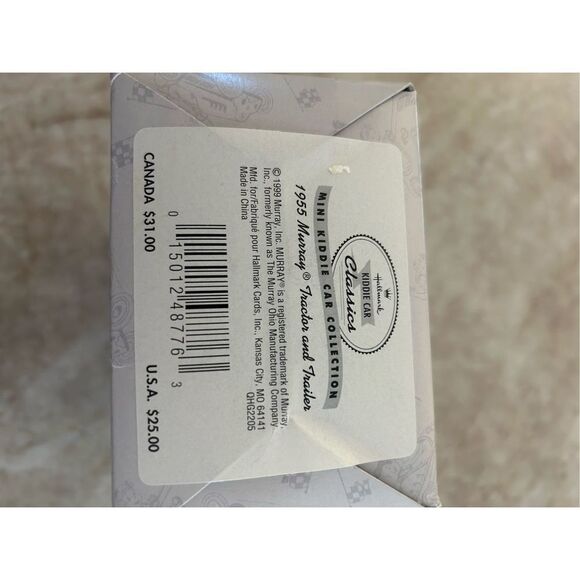 Hallmark
KIDDIE CAR
Classics
MINI KIDDIE CAR COLLECTION
1955 Murray® Tractor and Trailer
© 1999 Murray, Inc. MURRAY® is a registered trademark of Murray,
Inc., formerly known as The Murray Ohio Manufacturing Company
Mfd. for/Fabriqué pour Hallmark Cards, Inc., Kansas City, MO 64141
Made in China
QHG2205
0 15012 48776 3
CANADA $31.00
U.S.A. $25.00